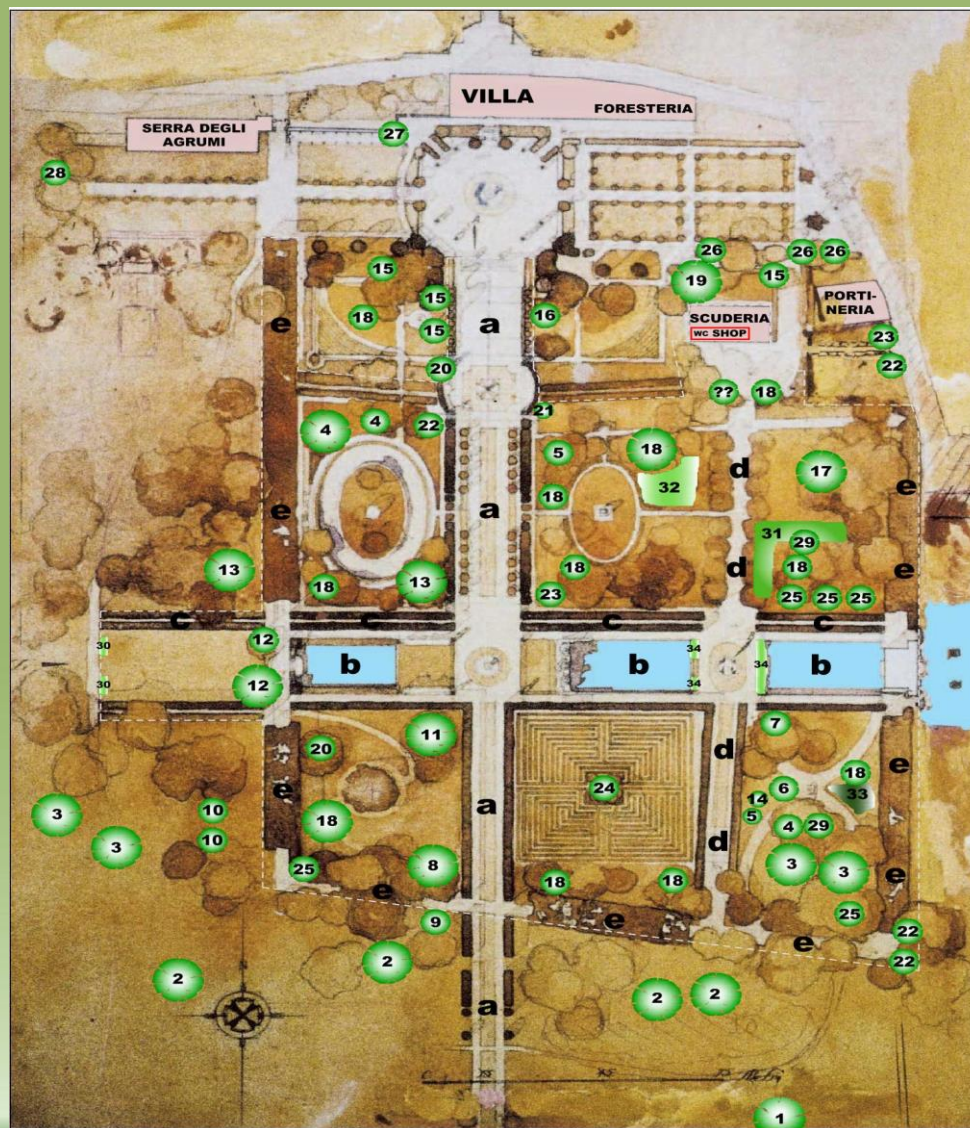 VILLA
FORESTERIA
SERRA DEGLI
AGRUMI
27
28
26 26 26
15
19
15
15
PORTI-
NERIA
18
15
16
a
SCUDERIA
WC SHOP
e
23
22
20
?? 18
21
4
4
22
5
18
d
17
32
e
18
a
e
31
29
13
18
13
18
d
18
e
23
25 25 25
c
c
c
c
30
12
34
34
b
b
b
30
12
34
20
11
7
d
e
18
6
33
24
14
5
3
10
e
a
18
4 29
3
10
d
25
8
3
3
e
18
18
25
e
9
e
e
22
22
2
2
2
2
a
N
1